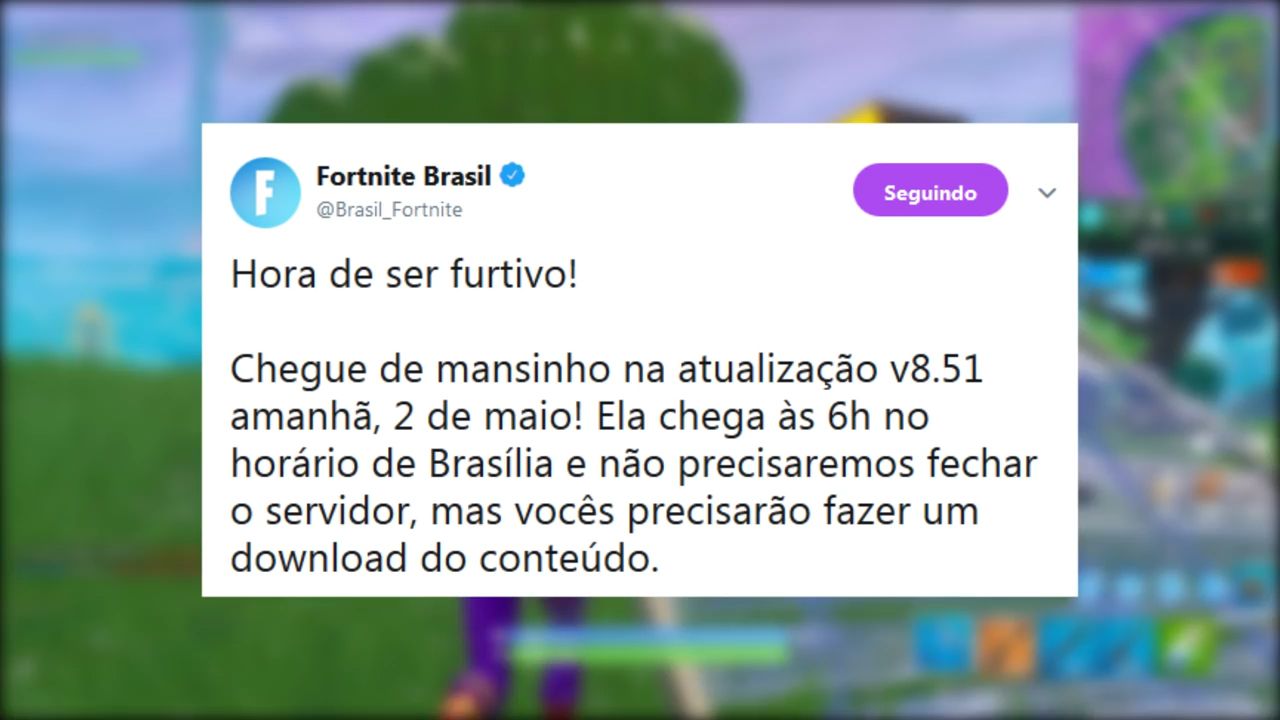 Fortnite Brasil
@Brasil_Fortnite
Seguindo
Hora de ser furtivo!
Chegue de mansinho na atualização v8.51
amanhã, 2 de maio! Ela chega às 6h no
horário de Brasília e não precisaremos fechar
o servidor, mas vocês precisarão fazer um
download do conteúdo.